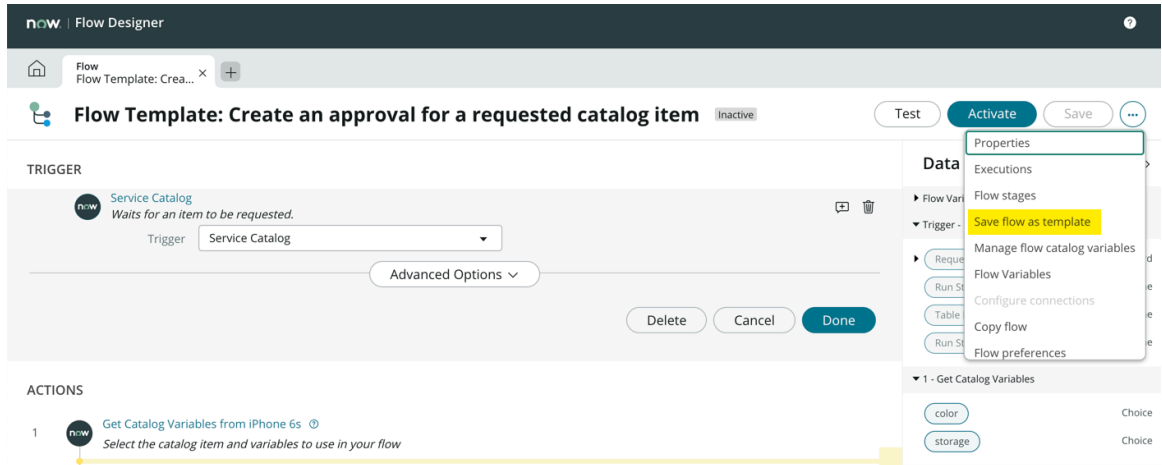 now. | Flow Designer
Flow
Flow Template: Crea...
Flow Template: Create an approval for a requested catalog item Inactive
Test Activate Save
Properties
Executions
Flow stages
Save flow as template
Manage flow catalog variables
Flow Variables
Configure connections
Copy flow
Flow preferences
TRIGGER
now
Service Catalog
Waits for an item to be requested.
Trigger Service Catalog
Advanced Options
Delete Cancel Done
ACTIONS
1
now
Get Catalog Variables from iPhone 6s
Select the catalog item and variables to use in your flow
Data
Flow Vari
Trigger -
Reque
Run St
Table
Run St
1 - Get Catalog Variables
color Choice
storage Choice